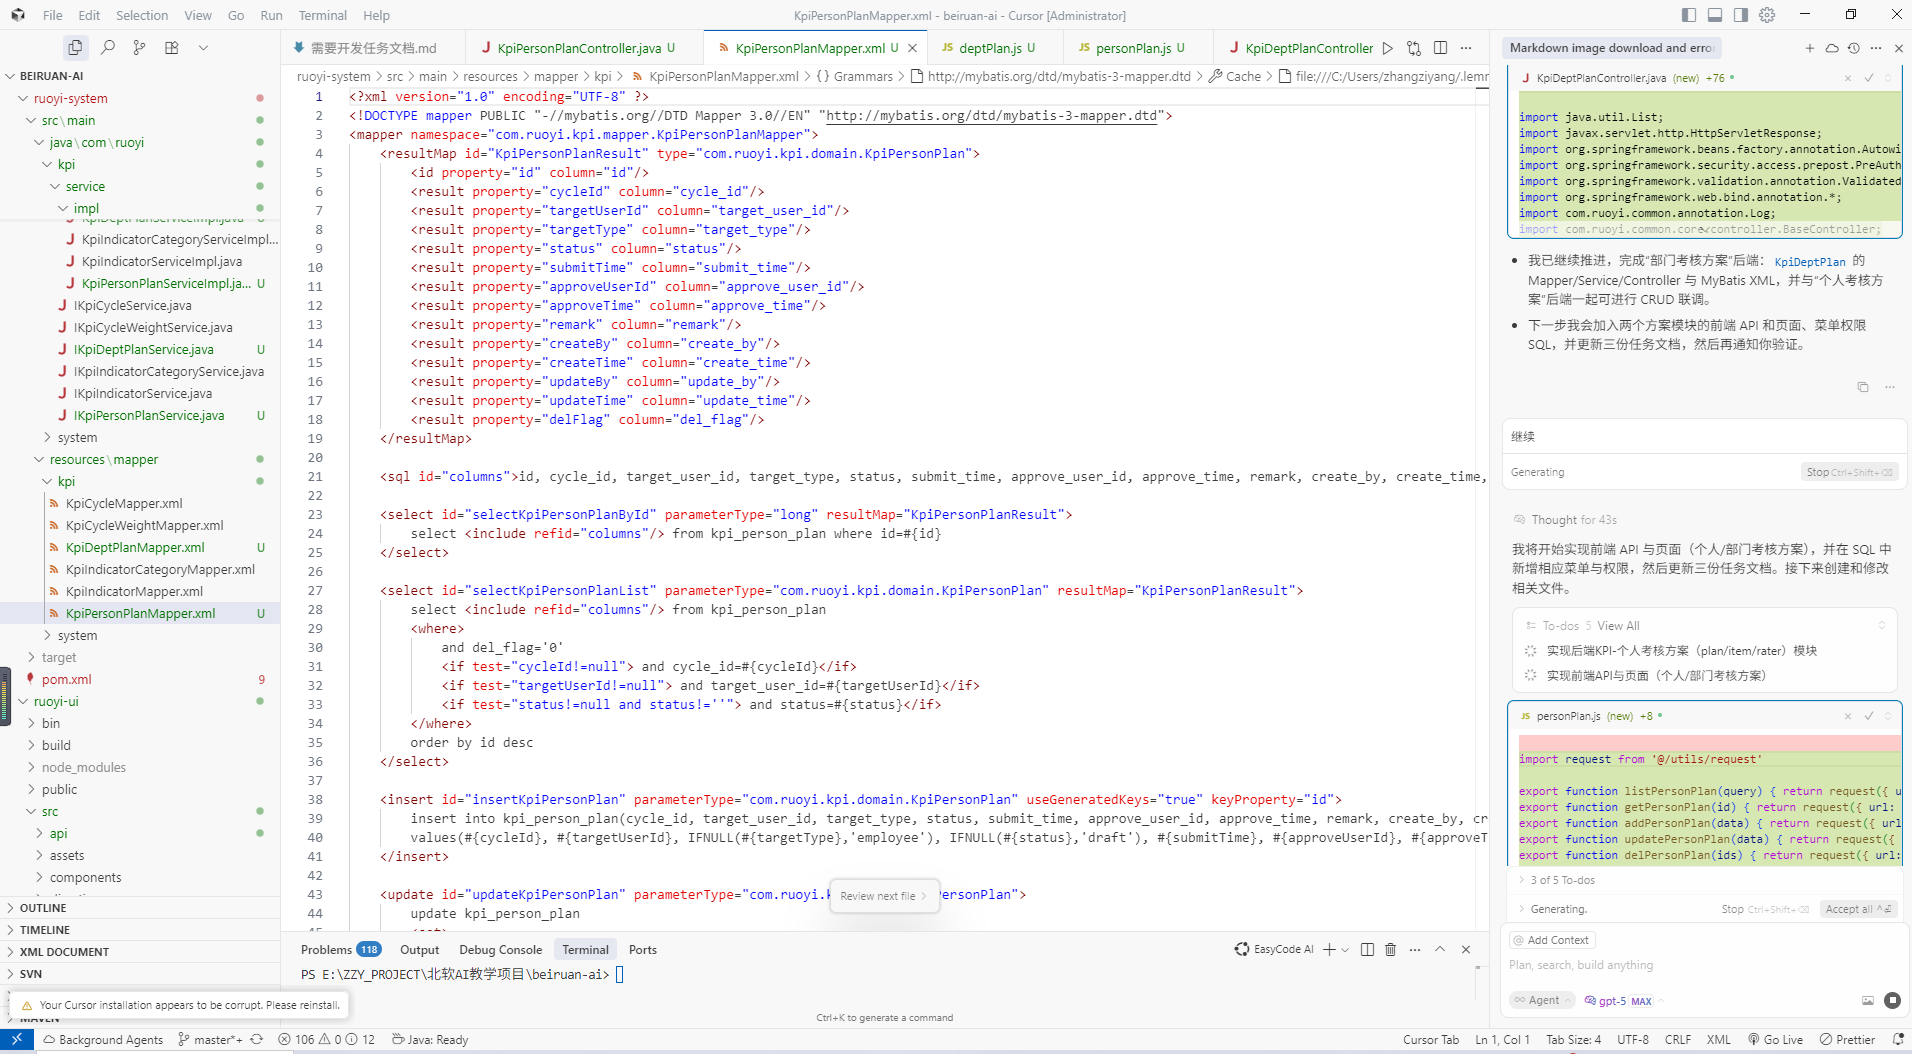 File Edit Selection View Go Run Terminal Help
KpiPersonPlanMapper.xml - beiruan-ai - Cursor [Administrator]
需要开发任务文档.md
KpiPersonPlanController.java U
KpiPersonPlanMapper.xml U
deptPlan.js U
personPlan.js U
KpiDeptPlanController
ruoyi-system > src > main > resources > mapper > kpi > KpiPersonPlanMapper.xml > {} Grammars > http://mybatis.org/dtd/mybatis-3-mapper.dtd > Cache > file:///C:/Users/zhangziyang/.lemm
BEIRUAN-AI
ruoyi-system
src\main
java\com\ruoyi
kpi
service
impl
KpiDeptPlanServiceImpl.java U
KpiIndicatorCategoryServiceImpl...
KpiIndicatorServiceImpl.java
KpiPersonPlanServiceImpl.ja... U
IKpiCycleService.java
IKpiCycleWeightService.java
IKpiDeptPlanService.java U
IKpiIndicatorCategoryService.java
IKpiIndicatorService.java
IKpiPersonPlanService.java U
system
resources\mapper
kpi
KpiCycleMapper.xml
KpiCycleWeightMapper.xml
KpiDeptPlanMapper.xml U
KpiIndicatorCategoryMapper.xml
KpiIndicatorMapper.xml
KpiPersonPlanMapper.xml U
system
target
pom.xml 9
ruoyi-ui
bin
build
node_modules
public
src
api
assets
components
OUTLINE
TIMELINE
XML DOCUMENT
SVN
MAVEN
Your Cursor installation appears to be corrupt. Please reinstall.
1 <?xml version="1.0" encoding="UTF-8" ?>
2 <!DOCTYPE mapper PUBLIC "-//mybatis.org//DTD Mapper 3.0//EN" "http://mybatis.org/dtd/mybatis-3-mapper.dtd">
3 <mapper namespace="com.ruoyi.kpi.mapper.KpiPersonPlanMapper">
4 <resultMap id="KpiPersonPlanResult" type="com.ruoyi.kpi.domain.KpiPersonPlan">
5 <id property="id" column="id"/>
6 <result property="cycleId" column="cycle_id"/>
7 <result property="targetUserId" column="target_user_id"/>
8 <result property="targetType" column="target_type"/>
9 <result property="status" column="status"/>
10 <result property="submitTime" column="submit_time"/>
11 <result property="approveUserId" column="approve_user_id"/>
12 <result property="approveTime" column="approve_time"/>
13 <result property="remark" column="remark"/>
14 <result property="createBy" column="create_by"/>
15 <result property="createTime" column="create_time"/>
16 <result property="updateBy" column="update_by"/>
17 <result property="updateTime" column="update_time"/>
18 <result property="delFlag" column="del_flag"/>
19 </resultMap>
20
21 <sql id="columns">id, cycle_id, target_user_id, target_type, status, submit_time, approve_user_id, approve_time, remark, create_by, create_time,
22
23 <select id="selectKpiPersonPlanById" parameterType="long" resultMap="KpiPersonPlanResult">
24 select <include refid="columns"/> from kpi_person_plan where id=#{id}
25 </select>
26
27 <select id="selectKpiPersonPlanList" parameterType="com.ruoyi.kpi.domain.KpiPersonPlan" resultMap="KpiPersonPlanResult">
28 select <include refid="columns"/> from kpi_person_plan
29 <where>
30 and del_flag='0'
31 <if test="cycleId!=null"> and cycle_id=#{cycleId}</if>
32 <if test="targetUserId!=null"> and target_user_id=#{targetUserId}</if>
33 <if test="status!=null and status!=''"> and status=#{status}</if>
34 </where>
35 order by id desc
36 </select>
37
38 <insert id="insertKpiPersonPlan" parameterType="com.ruoyi.kpi.domain.KpiPersonPlan" useGeneratedKeys="true" keyProperty="id">
39 insert into kpi_person_plan(cycle_id, target_user_id, target_type, status, submit_time, approve_user_id, approve_time, remark, create_by, cr
40 values(#{cycleId}, #{targetUserId}, IFNULL(#{targetType},'employee'), IFNULL(#{status},'draft'), #{submitTime}, #{approveUserId}, #{approveT
41 </insert>
42
43 <update id="updateKpiPersonPlan" parameterType="com.ruoyi.k ersonPlan">
44 update kpi_person_plan
45 <set>
Review next file
Problems 118 Output Debug Console Terminal Ports
EasyCode AI
PS E:\ZZY_PROJECT\北软AI教学项目\beiruan-ai>
Ctrl+K to generate a command
Markdown image download and erro
KpiDeptPlanController.java (new) +76
import java.util.List;
import javax.servlet.http.HttpServletResponse;
import org.springframework.beans.factory.annotation.Autowi
import org.springframework.security.access.prepost.PreAuth
import org.springframework.validation.annotation.Validated
import org.springframework.web.bind.annotation.*;
import com.ruoyi.common.annotation.Log;
import com.ruoyi.common.core.controller.BaseController;
我已继续推进，完成“部门考核方案”后端：KpiDeptPlan 的
Mapper/Service/Controller 与 MyBatis XML，并与“个人考核方
案”后端一起可进行 CRUD 联调。
下一步我会加入两个方案模块的前端 API 和页面、菜单权限
SQL，并更新三份任务文档，然后再通知你验证。
继续
Generating
Stop Ctrl+Shift+⌫
Thought for 43s
我将开始实现前端 API 与页面（个人/部门考核方案），并在 SQL 中
新增相应菜单与权限，然后更新三份任务文档。接下来创建和修改
相关文件。
To-dos 5 View All
实现后端KPI-个人考核方案（plan/item/rater）模块
实现前端API与页面（个人/部门考核方案）
personPlan.js (new) +8
import request from '@/utils/request'
export function listPersonPlan(query) { return request({ u
export function getPersonPlan(id) { return request({ url:
export function addPersonPlan(data) { return request({ url
export function updatePersonPlan(data) { return request({
export function delPersonPlan(ids) { return request({ url:
3 of 5 To-dos
Generating.
Stop Ctrl+Shift+⌫ Accept all ^⏎
@ Add Context
Plan, search, build anything
Agent gpt-5 MAX
Background Agents master*+ 106 0 12 Java: Ready
Cursor Tab Ln 1, Col 1 Tab Size: 4 UTF-8 CRLF XML Go Live Prettier